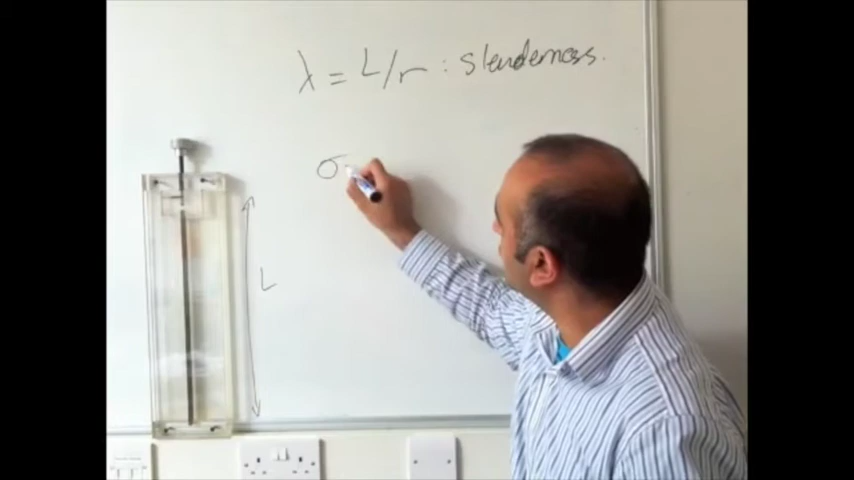 λ = L/r : slenderness.
σ
L